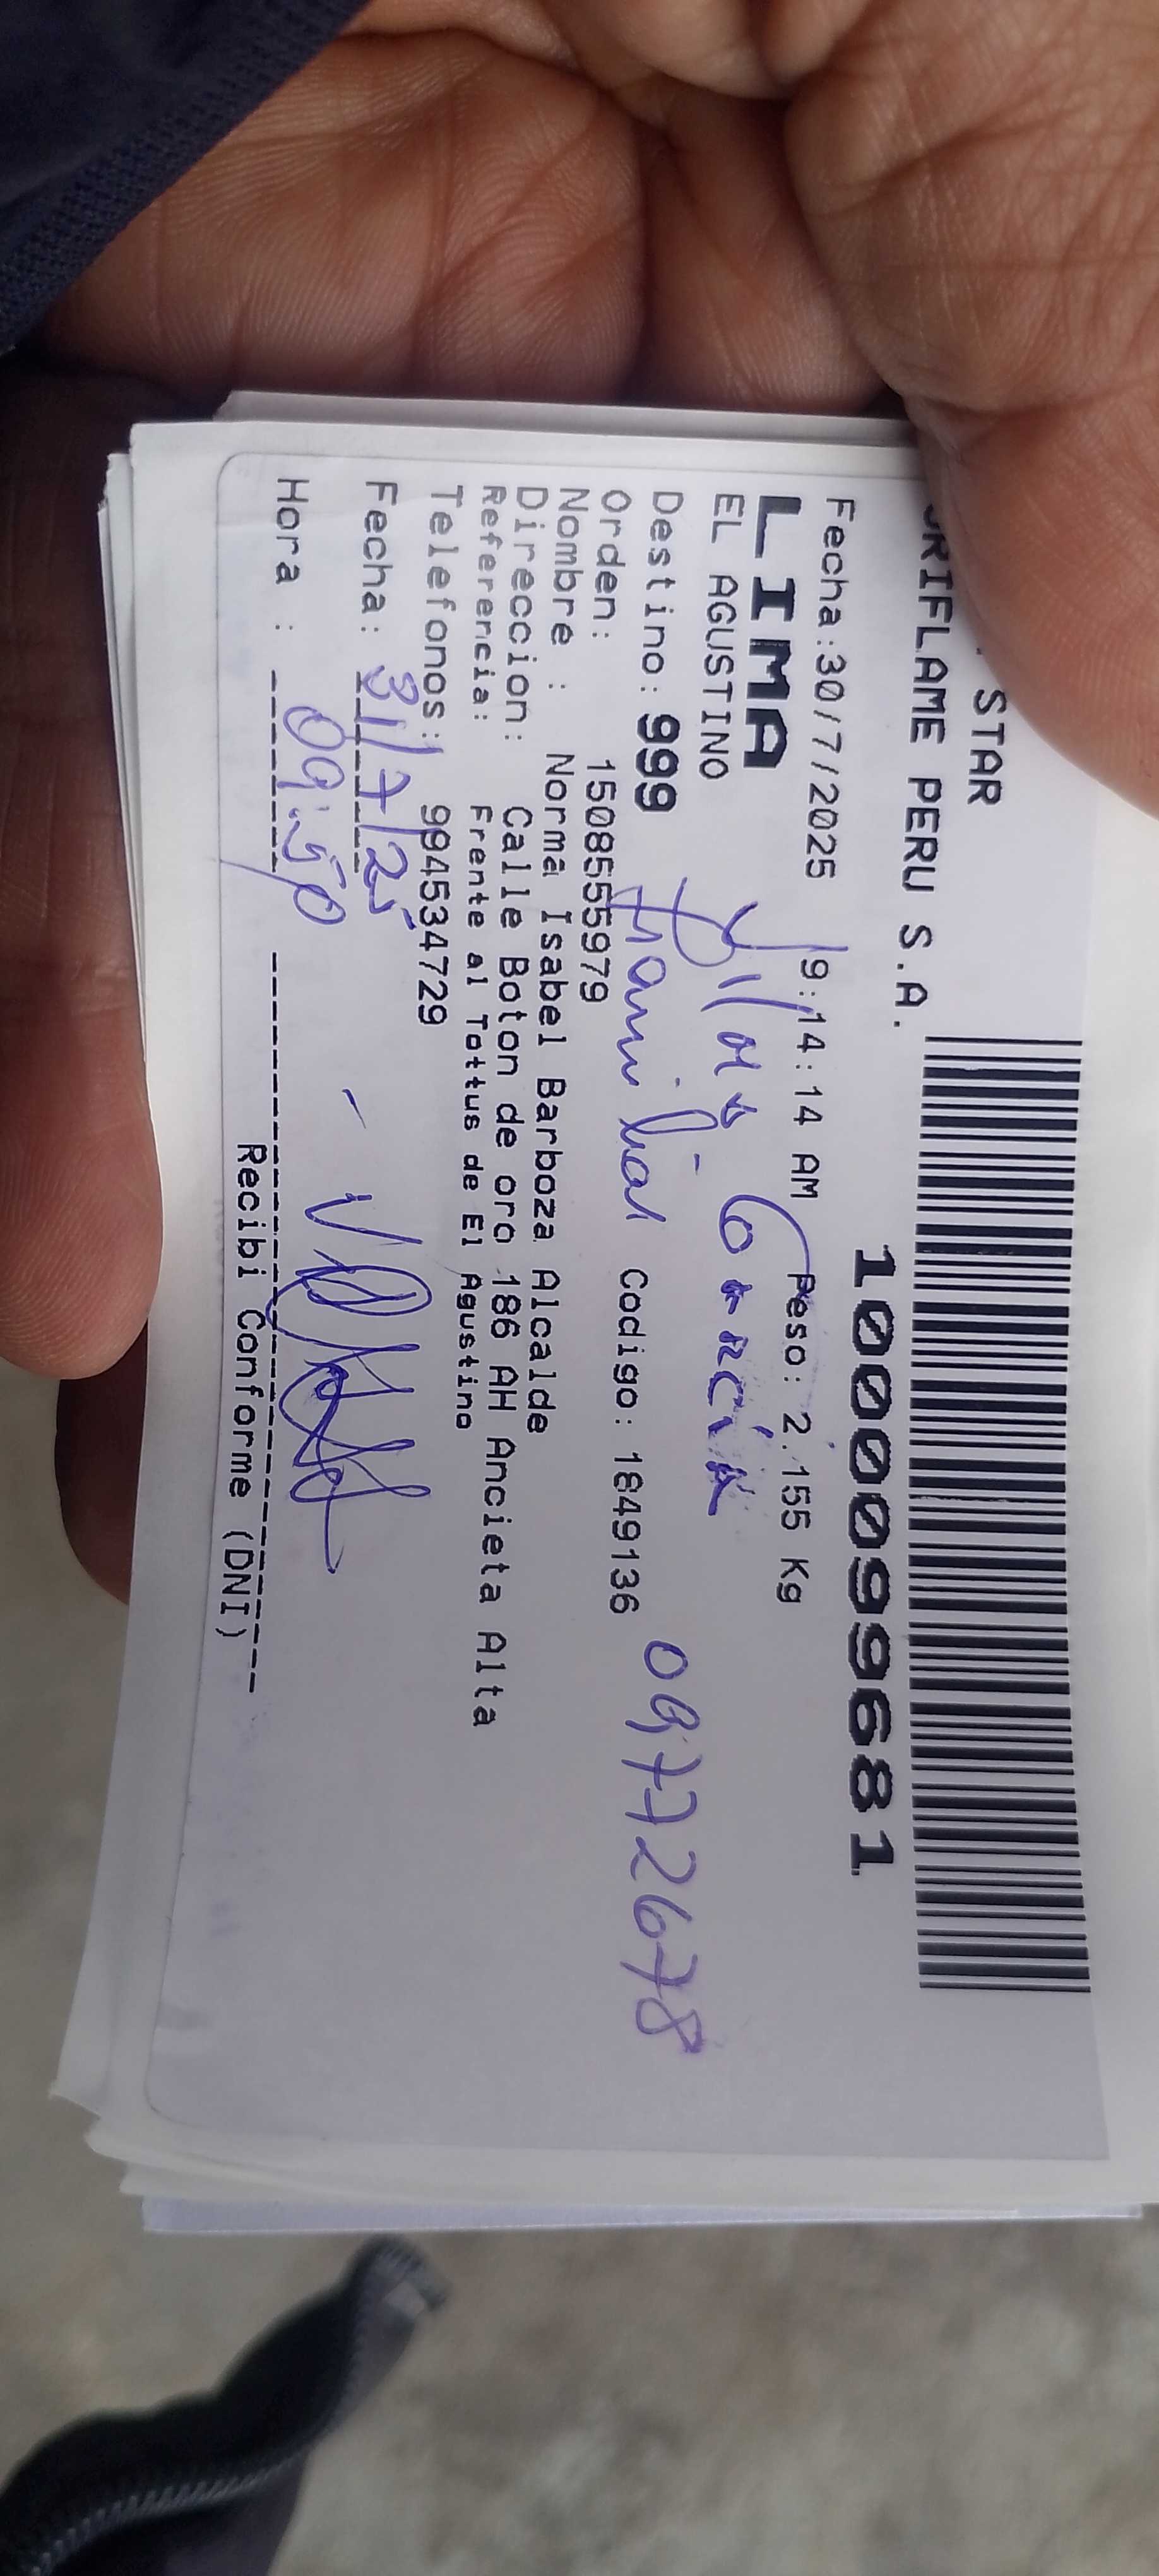 STAR
ORIFLAME PERU S.A.
1000099681
Fecha:30/7/2025 9:14:14 AM Peso: 2.155 Kg
LIMA
EL AGUSTINO
García
Destino: 999
Familiar
09772678
Orden: 1508555979 Codigo: 1849136
Nombre : Norma Isabel Barboza Alcalde
Direccion: Calle Boton de oro 186 AH Ancieta Alta
Referencia: Frente al Tottus de El Agustino
Telefonos: 994534729
Fecha: 31/7/25
Hora : 09:50
Recibi Conforme (DNI)